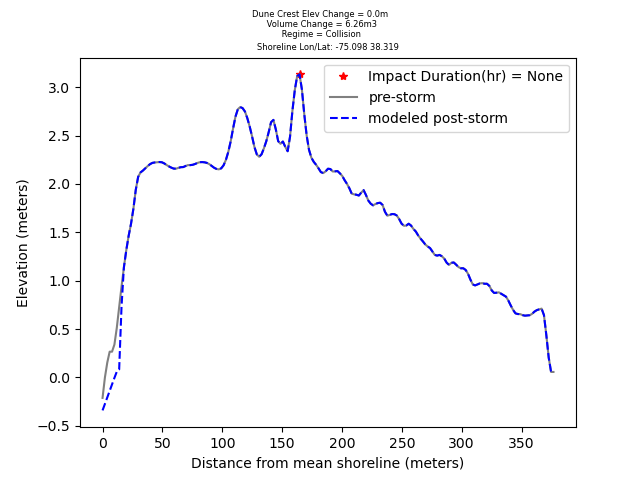 Dune Crest Elev Change = 0.0m
Volume Change = 6.26m3
Regime = Collision
Shoreline Lon/Lat: -75.098 38.319
Impact Duration(hr) = None
pre-storm
modeled post-storm
Elevation (meters)
3.0
2.5
2.0
1.5
1.0
0.5
0.0
−0.5
0 50 100 150 200 250 300 350
Distance from mean shoreline (meters)